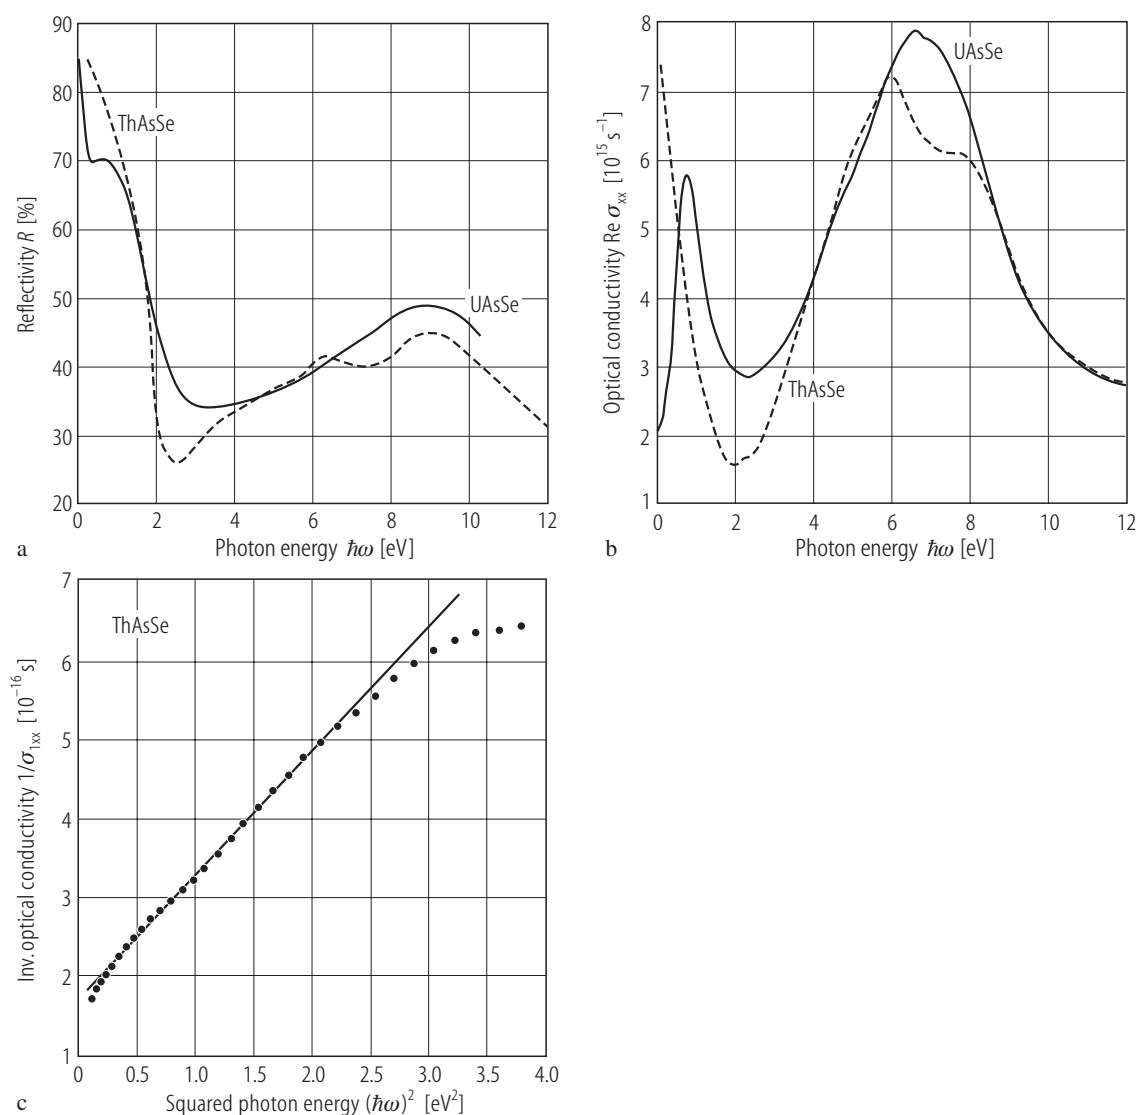 90
80
70
60
50
40
30
20
Reflectivity R [%]
ThAsSe
UAsSe
0 2 4 6 8 10 12
Photon energy ħω [eV]
a
8
7
6
5
4
3
2
1
Optical conductivity Re σxx [10^15 s^−1]
UAsSe
ThAsSe
0 2 4 6 8 10 12
Photon energy ħω [eV]
b
7
6
5
4
3
2
1
Inv. optical conductivity 1/σ1xx [10^−16 s]
ThAsSe
0 0.5 1.0 1.5 2.0 2.5 3.0 3.5 4.0
Squared photon energy (ħω)^2 [eV^2]
c